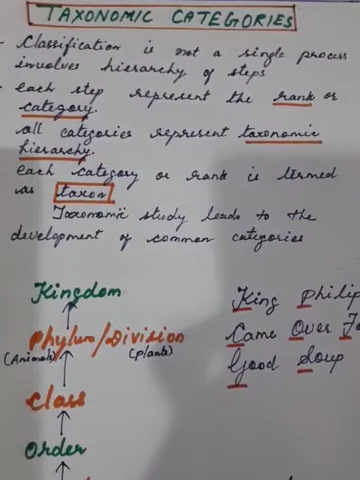 TAXONOMIC CATEGORIES
- Classification is not a single process
involves hierarchy of steps
- each step represent the rank or
category.
all categories represent taxonomic
hierarchy.
each category or rank is termed
as taxon
Taxonomic study leads to the
development of common categories
Kingdom
Phylum/Division
(Animals) (plants)
Class
Order
King Philip
Came Over
Good Soup